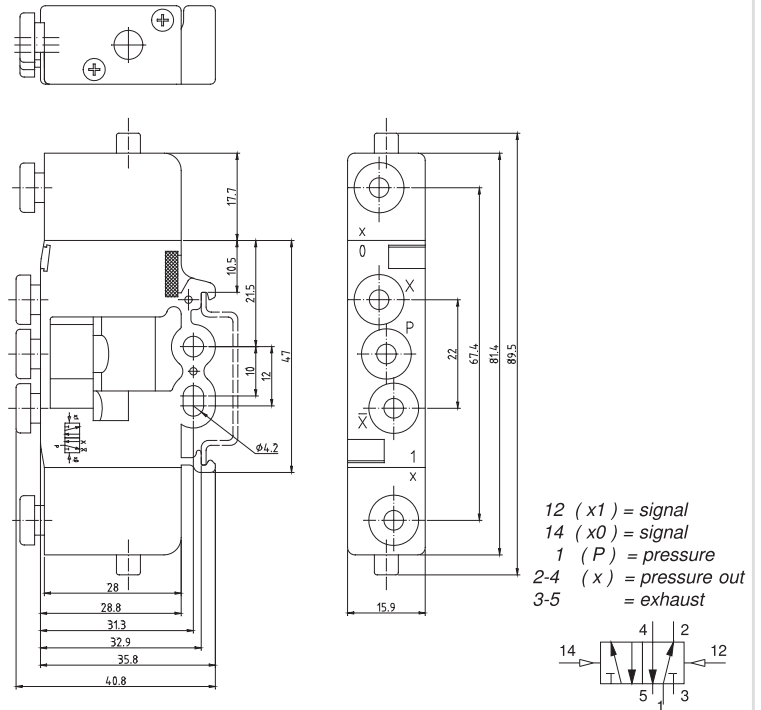 17.7
10.5
21.5
47
10
12
ø4.2
28
28.8
31.3
32.9
35.8
40.8
x
0
X
P
X̅
1
x
22
67.4
81.4
89.5
15.9
12 ( x1 ) = signal
14 ( x0 ) = signal
1 ( P ) = pressure
2-4 ( x ) = pressure out
3-5 = exhaust
4 2
14 12
5 3
1